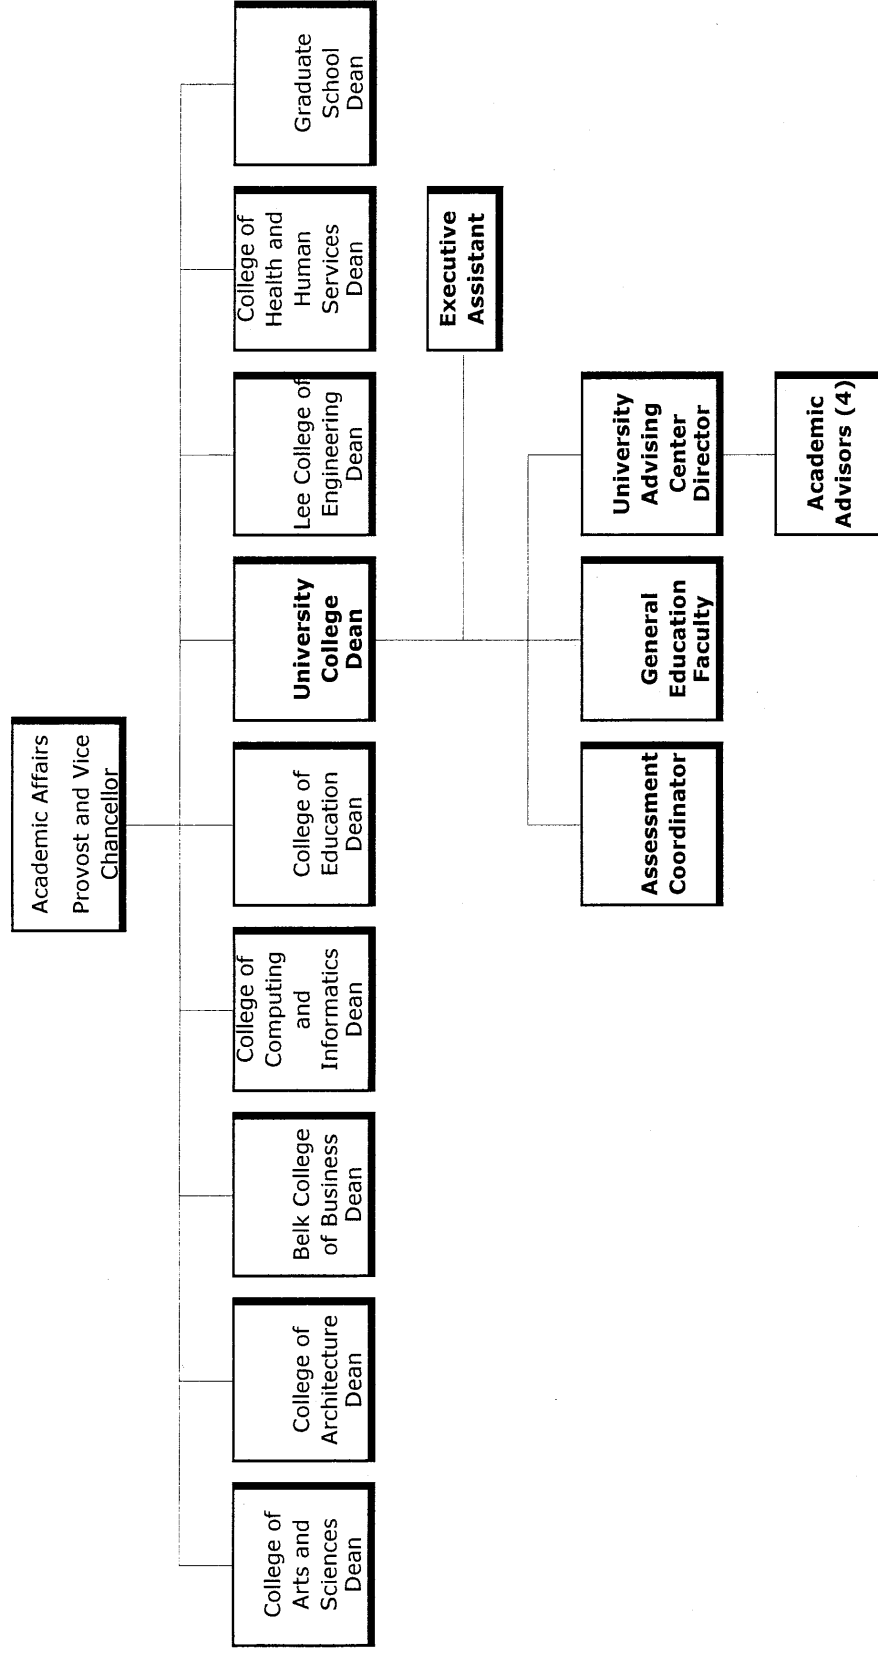 Academic Affairs
Provost and Vice
Chancellor
College of
Arts and
Sciences
Dean
College of
Architecture
Dean
Belk College
of Business
Dean
College of
Computing
and
Informatics
Dean
College of
Education
Dean
University
College
Dean
Lee College of
Engineering
Dean
College of
Health and
Human
Services
Dean
Graduate
School
Dean
Executive
Assistant
Assessment
Coordinator
General
Education
Faculty
University
Advising
Center
Director
Academic
Advisors (4)